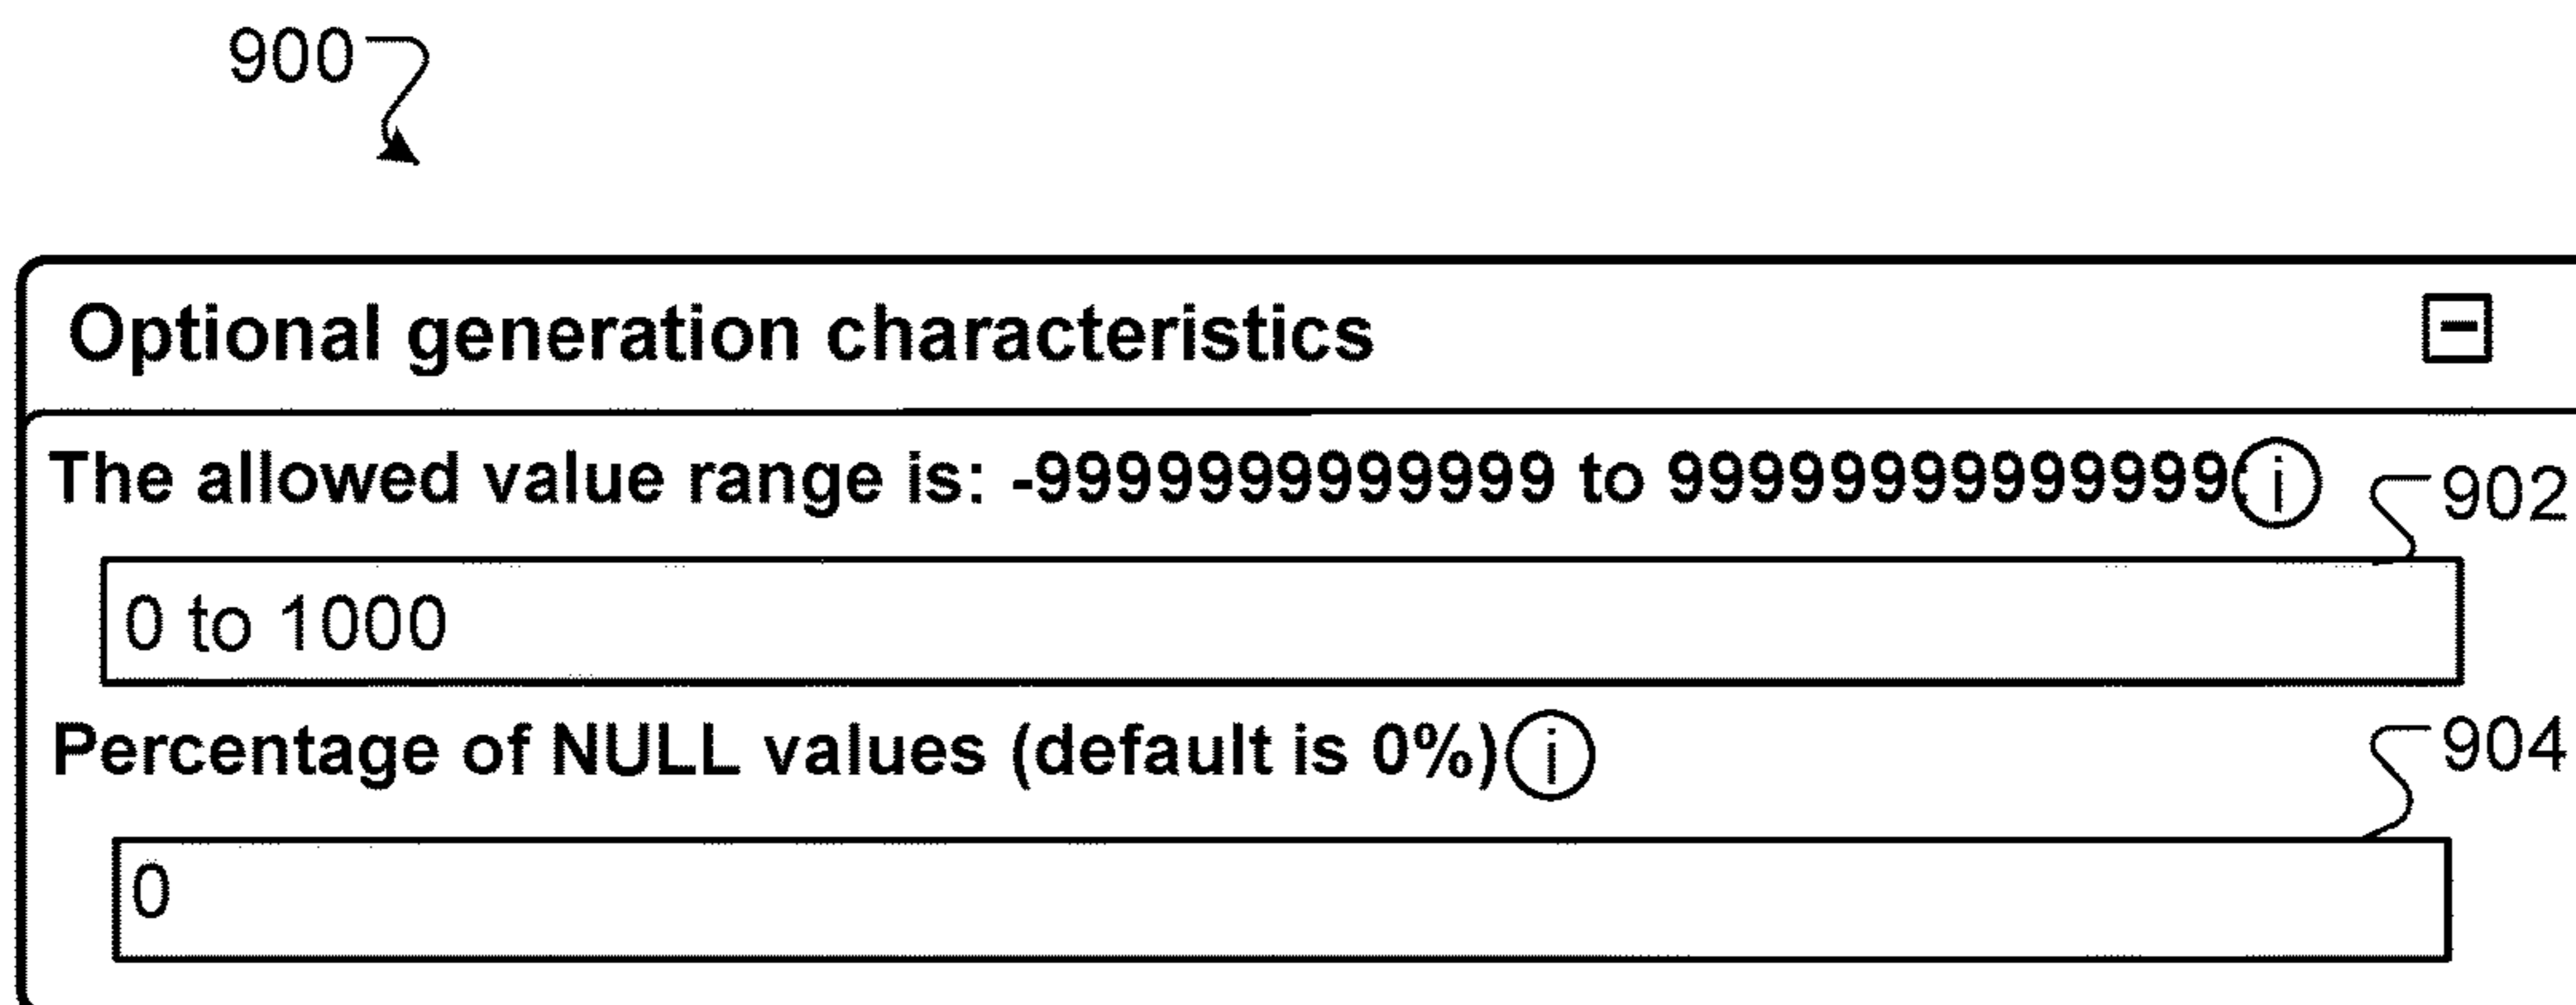 900
Optional generation characteristics
The allowed value range is: -9999999999999 to 99999999999999 i
902
0 to 1000
Percentage of NULL values (default is 0%) i
904
0